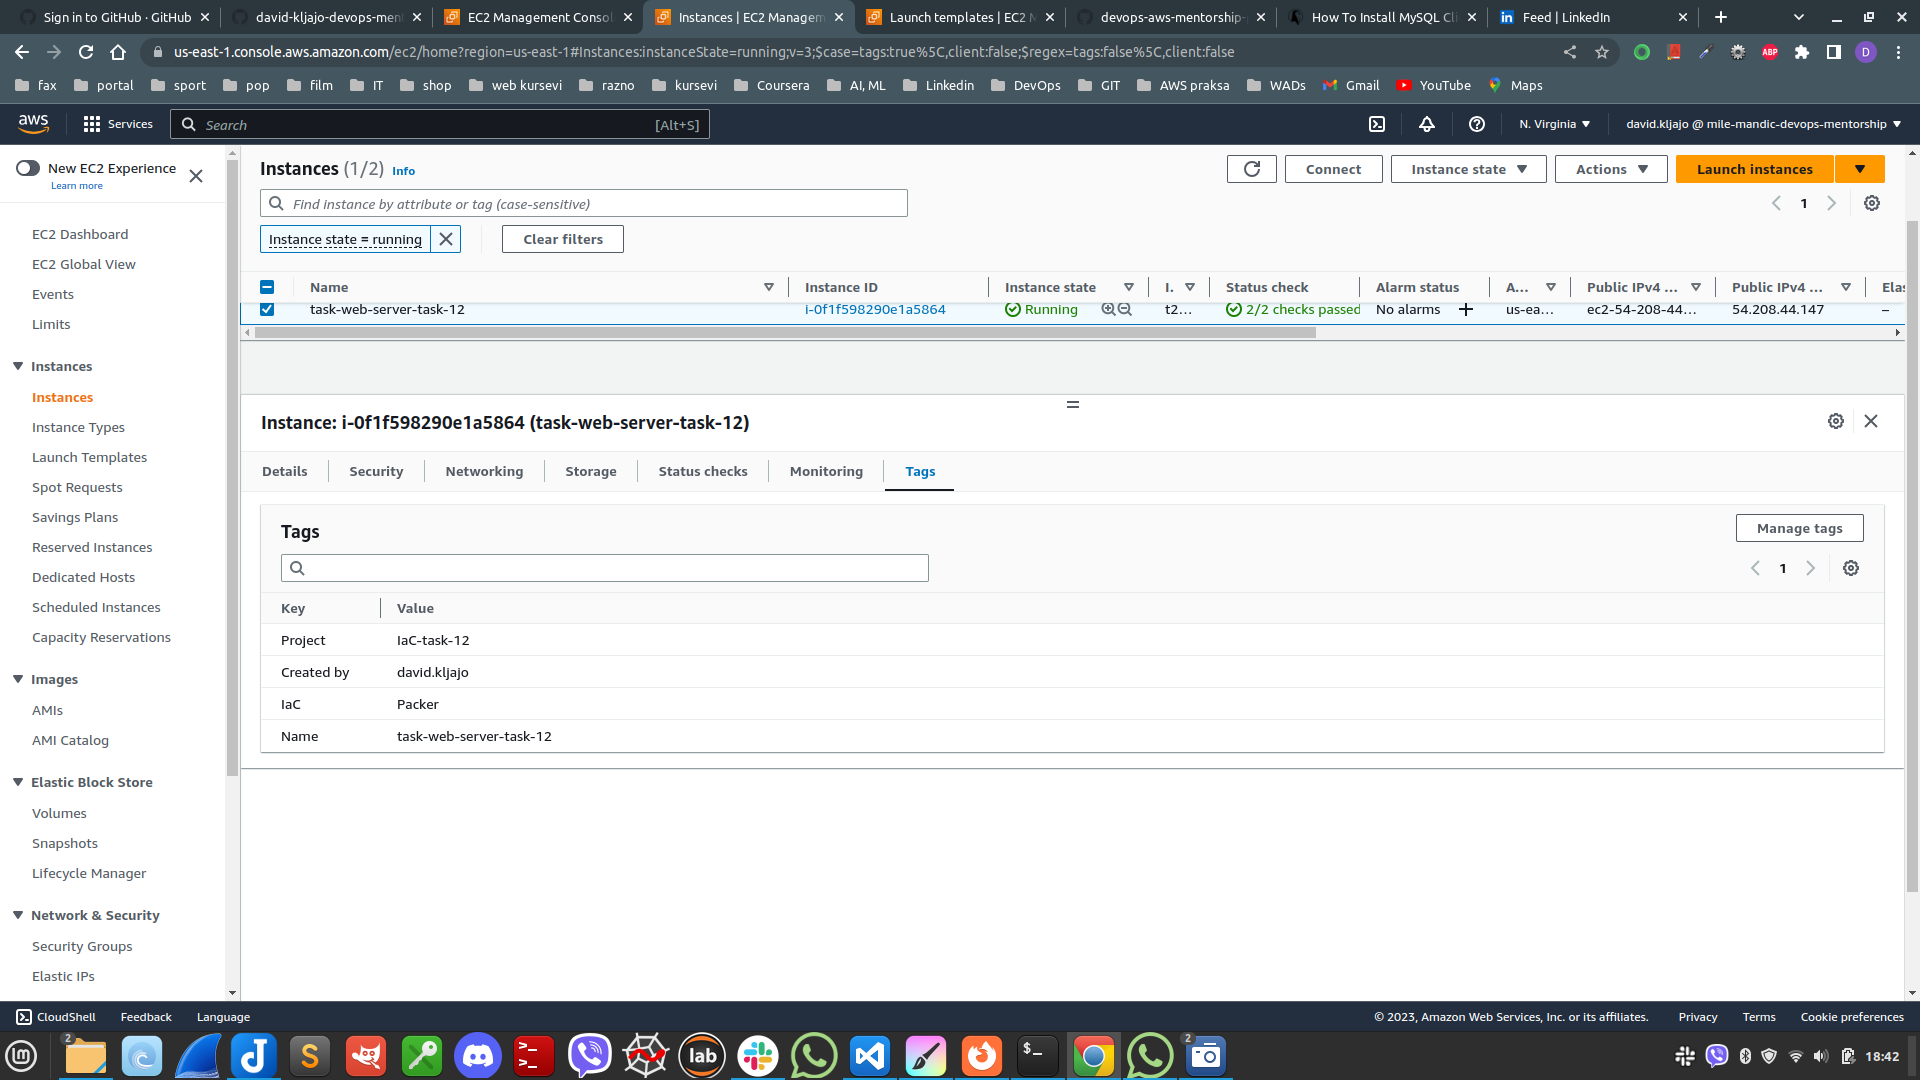 Sign in to GitHub · GitHub
david-kljajo-devops-men
EC2 Management Consol
Instances | EC2 Managem
Launch templates | EC2 M
devops-aws-mentorship-
How To Install MySQL Cli
Feed | LinkedIn
us-east-1.console.aws.amazon.com/ec2/home?region=us-east-1#Instances:instanceState=running;v=3;$case=tags:true%5C,client:false;$regex=tags:false%5C,client:false
ABP
D
fax
portal
sport
pop
film
IT
shop
web kursevi
razno
kursevi
Coursera
AI, ML
Linkedin
DevOps
GIT
AWS praksa
WADs
Gmail
YouTube
Maps
aws
Services
Search
[Alt+S]
N. Virginia
david.kljajo @ mile-mandic-devops-mentorship
New EC2 Experience
Learn more
EC2 Dashboard
EC2 Global View
Events
Limits
Instances
Instances
Instance Types
Launch Templates
Spot Requests
Savings Plans
Reserved Instances
Dedicated Hosts
Scheduled Instances
Capacity Reservations
Images
AMIs
AMI Catalog
Elastic Block Store
Volumes
Snapshots
Lifecycle Manager
Network & Security
Security Groups
Elastic IPs
Instances (1/2) Info
Connect
Instance state
Actions
Launch instances
Find instance by attribute or tag (case-sensitive)
1
Instance state = running
Clear filters
Name Instance ID Instance state I. Status check Alarm status A... Public IPv4 ... Public IPv4 ... Elas
task-web-server-task-12 i-0f1f598290e1a5864 Running t2... 2/2 checks passed No alarms us-ea... ec2-54-208-44... 54.208.44.147 –
Instance: i-0f1f598290e1a5864 (task-web-server-task-12)
Details
Security
Networking
Storage
Status checks
Monitoring
Tags
Tags
Manage tags
1
Key Value
Project IaC-task-12
Created by david.kljajo
IaC Packer
Name task-web-server-task-12
CloudShell
Feedback
Language
© 2023, Amazon Web Services, Inc. or its affiliates.
Privacy
Terms
Cookie preferences
2
S
lab
2
18:42